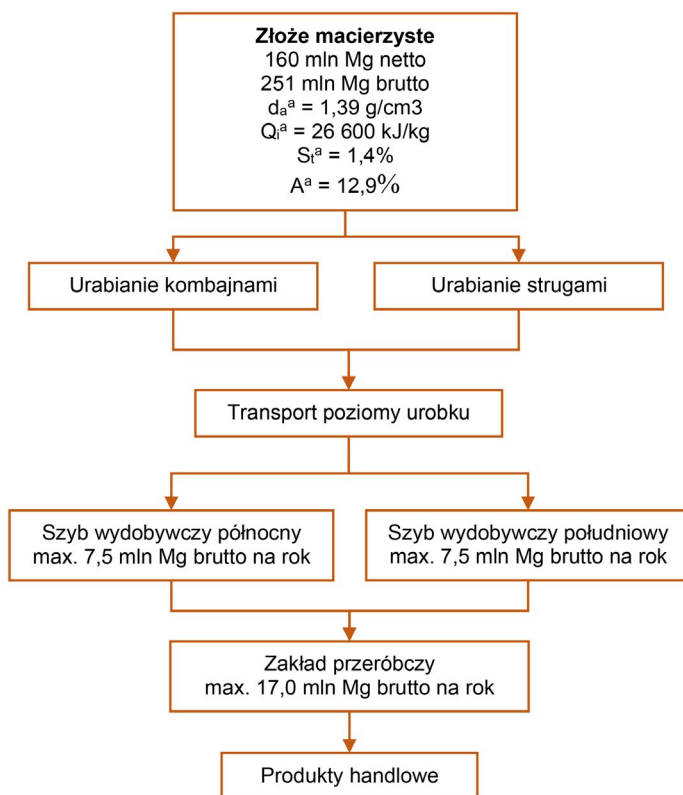 Złoże macierzyste
160 mln Mg netto
251 mln Mg brutto
dₐᵃ = 1,39 g/cm3
Qᵢᵃ = 26 600 kJ/kg
Sₜᵃ = 1,4%
Aᵃ = 12,9%
Urabianie kombajnami
Urabianie strugami
Transport poziomy urobku
Szyb wydobywczy północny
max. 7,5 mln Mg brutto na rok
Szyb wydobywczy południowy
max. 7,5 mln Mg brutto na rok
Zakład przeróbczy
max. 17,0 mln Mg brutto na rok
Produkty handlowe